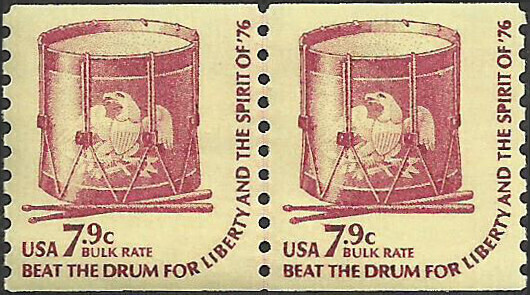 USA 7.9c
BULK RATE
BEAT THE DRUM FOR LIBERTY AND THE SPIRIT OF '76
USA 7.9c
BULK RATE
BEAT THE DRUM FOR LIBERTY AND THE SPIRIT OF '76